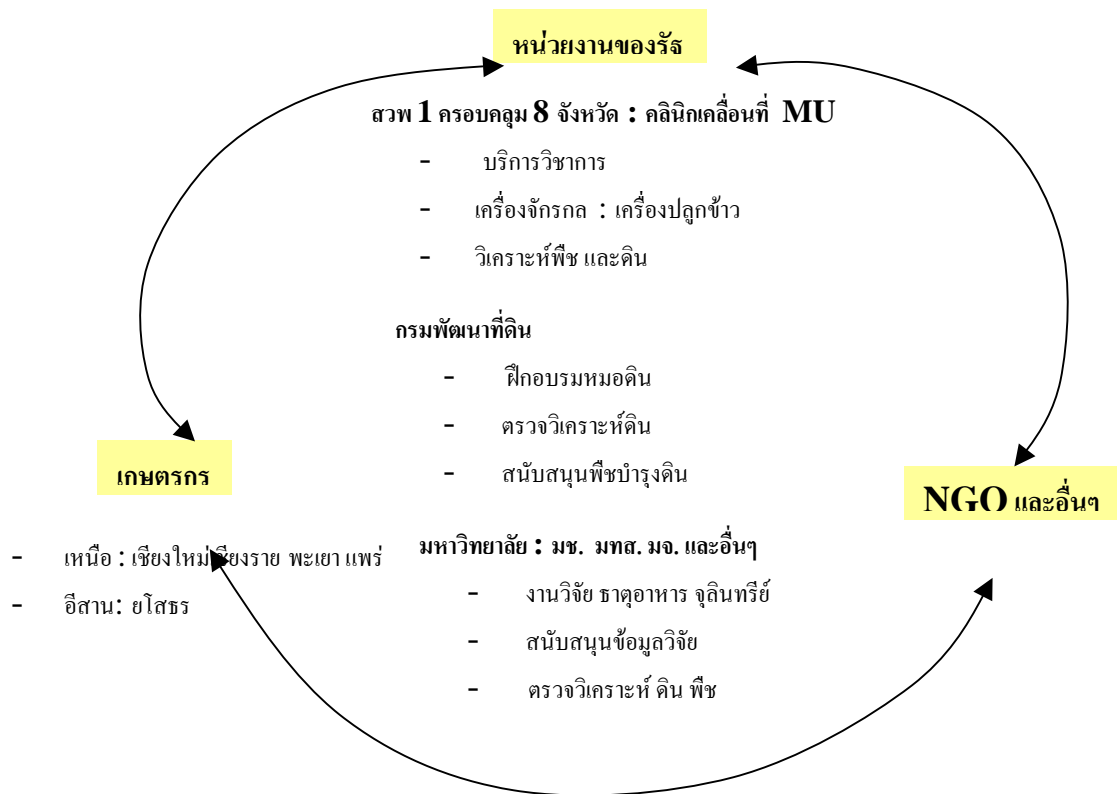 หน่วยงานของรัฐ
สวพ 1 ครอบคลุม 8 จังหวัด : คลินิกเคลื่อนที่ MU
- บริการวิชาการ
- เครื่องจักรกล : เครื่องปลูกข้าว
- วิเคราะห์พืช และดิน
กรมพัฒนาที่ดิน
- ฝึกอบรมหมอดิน
- ตรวจวิเคราะห์ดิน
- สนับสนุนพืชบำรุงดิน
เกษตรกร
- เหนือ : เชียงใหม่ เชียงราย พะเยา แพร่
- อีสาน: ยโสธร
มหาวิทยาลัย : มช. มทส. มจ. และอื่นๆ
- งานวิจัย ธาตุอาหาร จุลินทรีย์
- สนับสนุนข้อมูลวิจัย
- ตรวจวิเคราะห์ ดิน พืช
NGO และอื่นๆ